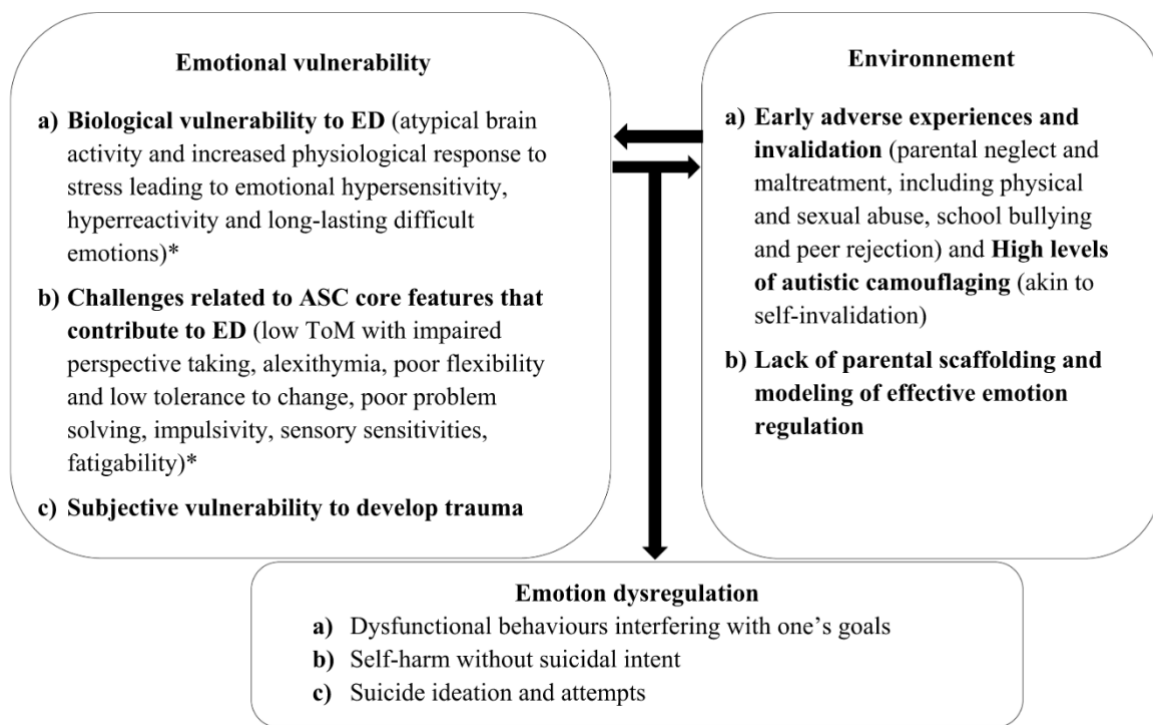 Emotional vulnerability
a) Biological vulnerability to ED (atypical brain
activity and increased physiological response to
stress leading to emotional hypersensitivity,
hyperreactivity and long-lasting difficult
emotions)*
b) Challenges related to ASC core features that
contribute to ED (low ToM with impaired
perspective taking, alexithymia, poor flexibility
and low tolerance to change, poor problem
solving, impulsivity, sensory sensitivities,
fatigability)*
c) Subjective vulnerability to develop trauma
Environnement
a) Early adverse experiences and
invalidation (parental neglect and
maltreatment, including physical
and sexual abuse, school bullying
and peer rejection) and High levels
of autistic camouflaging (akin to
self-invalidation)
b) Lack of parental scaffolding and
modeling of effective emotion
regulation
Emotion dysregulation
a) Dysfunctional behaviours interfering with one’s goals
b) Self-harm without suicidal intent
c) Suicide ideation and attempts